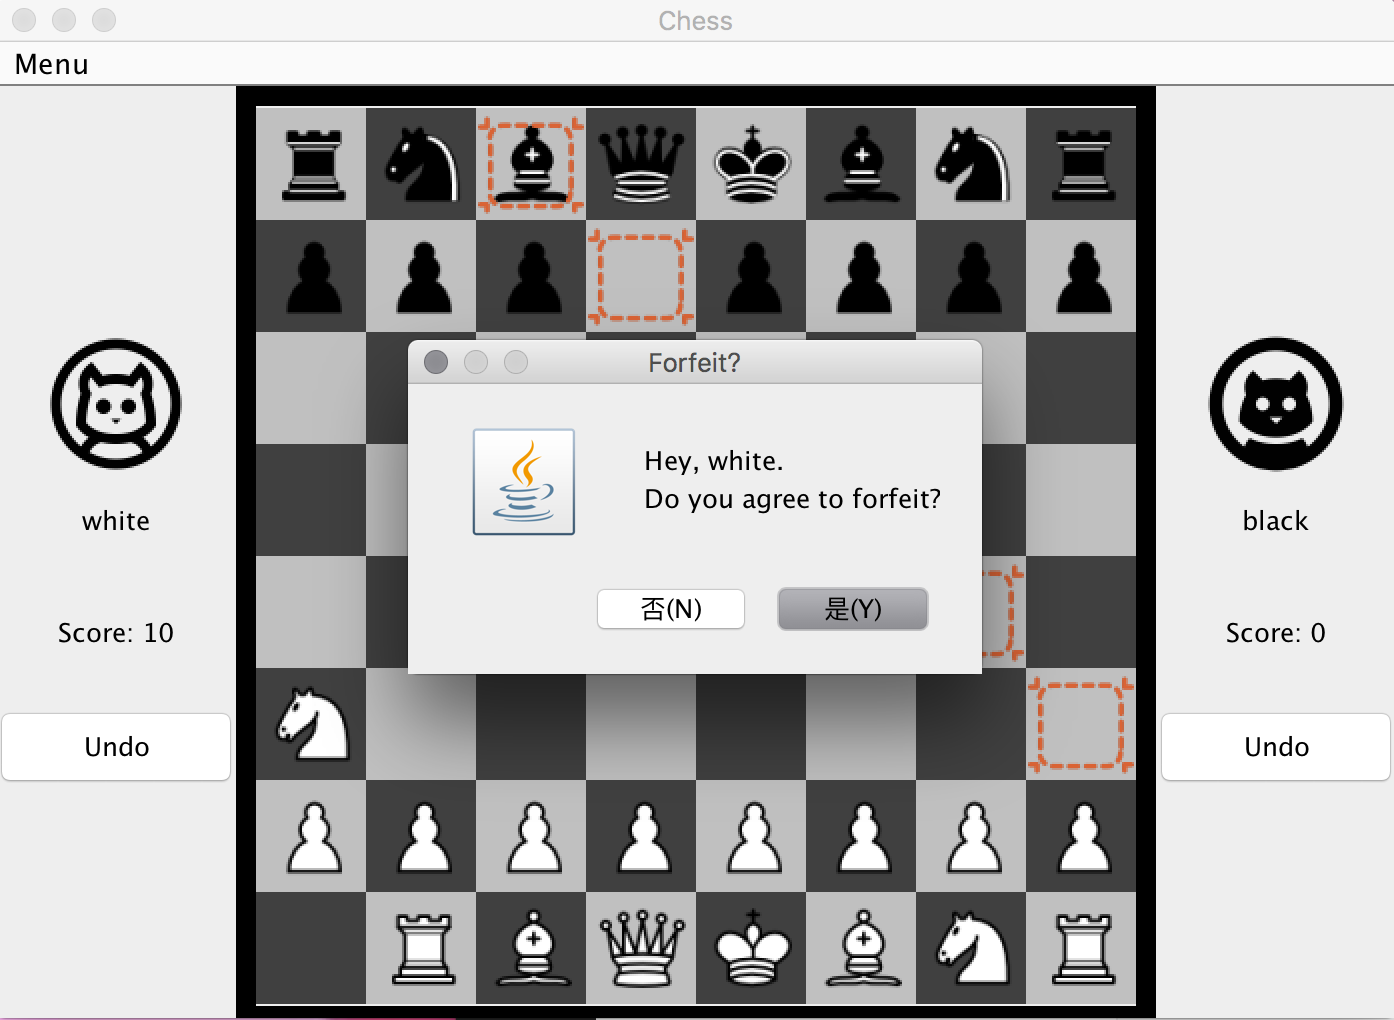 Chess
Menu
Forfeit?
Hey, white.
Do you agree to forfeit?
否(N)
是(Y)
white
Score: 10
Undo
black
Score: 0
Undo